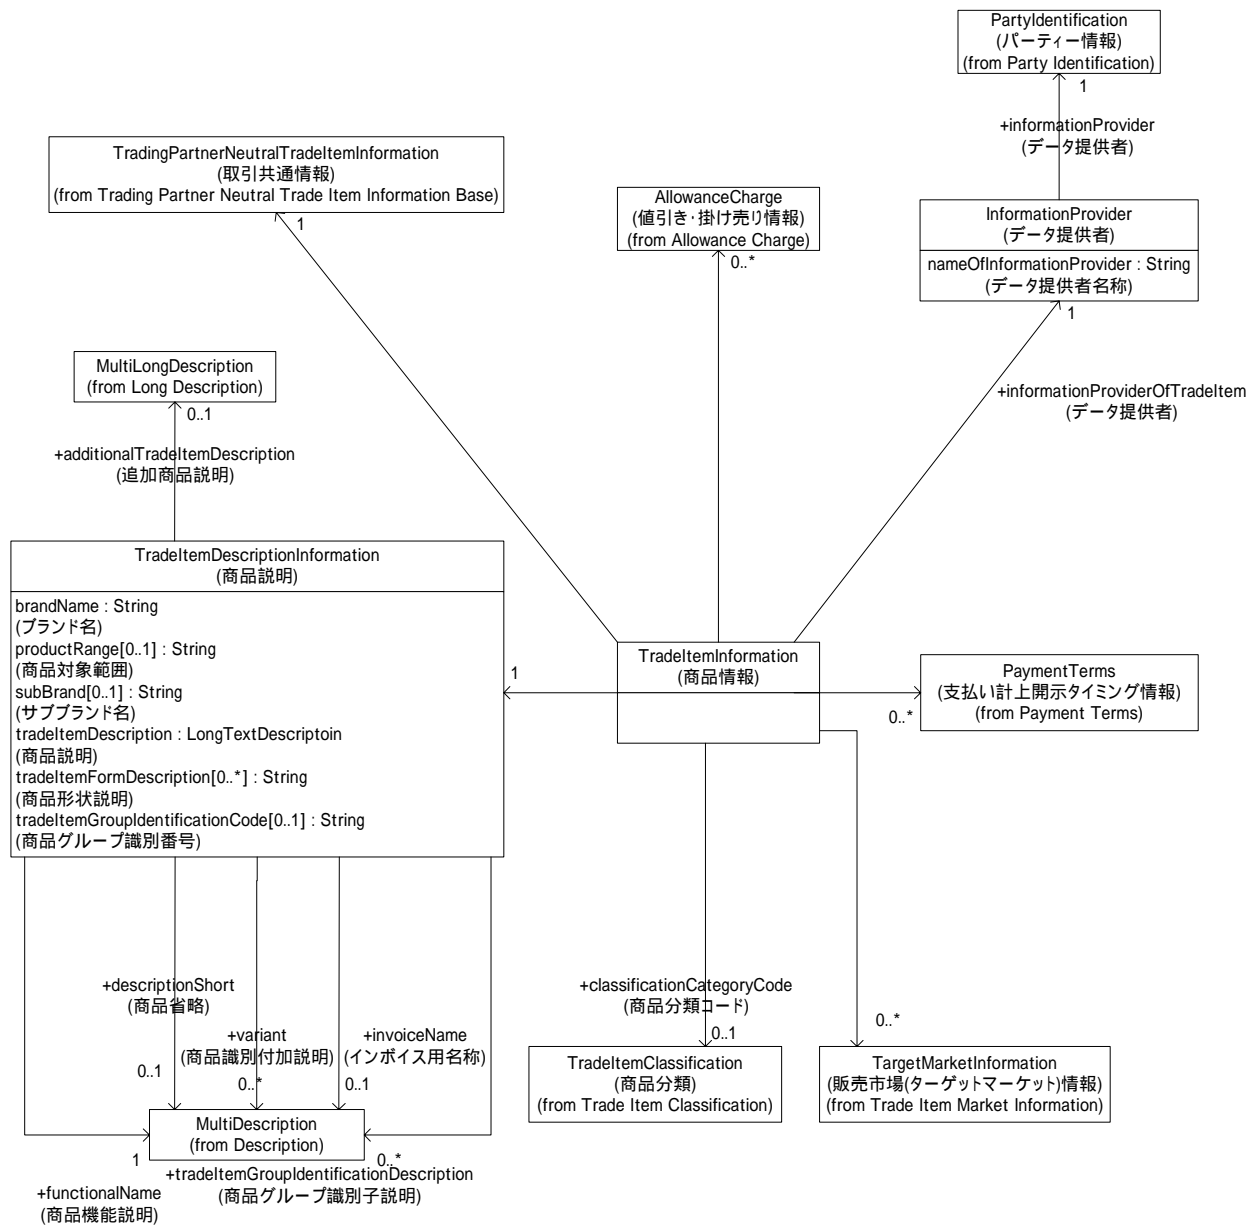 PartyIdentification
(パーティー情報)
(from Party Identification)
1
+informationProvider
(データ提供者)
TradingPartnerNeutralTradeItemInformation
(取引共通情報)
(from Trading Partner Neutral Trade Item Information Base)
1
AllowanceCharge
(値引き･掛け売り情報)
(from Allowance Charge)
0..*
InformationProvider
(データ提供者)
nameOfInformationProvider : String
(データ提供者名称)
1
+informationProviderOfTradeItem
(データ提供者)
MultiLongDescription
(from Long Description)
0..1
+additionalTradeItemDescription
(追加商品説明)
TradeItemDescriptionInformation
(商品説明)
brandName : String
(ブランド名)
productRange[0..1] : String
(商品対象範囲)
subBrand[0..1] : String
(サブブランド名)
tradeItemDescription : LongTextDescriptoin
(商品説明)
tradeItemFormDescription[0..*] : String
(商品形状説明)
tradeItemGroupIdentificationCode[0..1] : String
(商品グループ識別番号)
1
TradeItemInformation
(商品情報)
PaymentTerms
(支払い計上開示タイミング情報)
(from Payment Terms)
0..*
+descriptionShort
(商品省略)
0..1
+variant
(商品識別付加説明)
0..*
+invoiceName
(インボイス用名称)
0..1
+classificationCategoryCode
(商品分類コード)
0..1
0..*
TradeItemClassification
(商品分類)
(from Trade Item Classification)
TargetMarketInformation
(販売市場(ターゲットマーケット)情報)
(from Trade Item Market Information)
MultiDescription
(from Description)
1
0..*
+tradeItemGroupIdentificationDescription
(商品グループ識別子説明)
+functionalName
(商品機能説明)